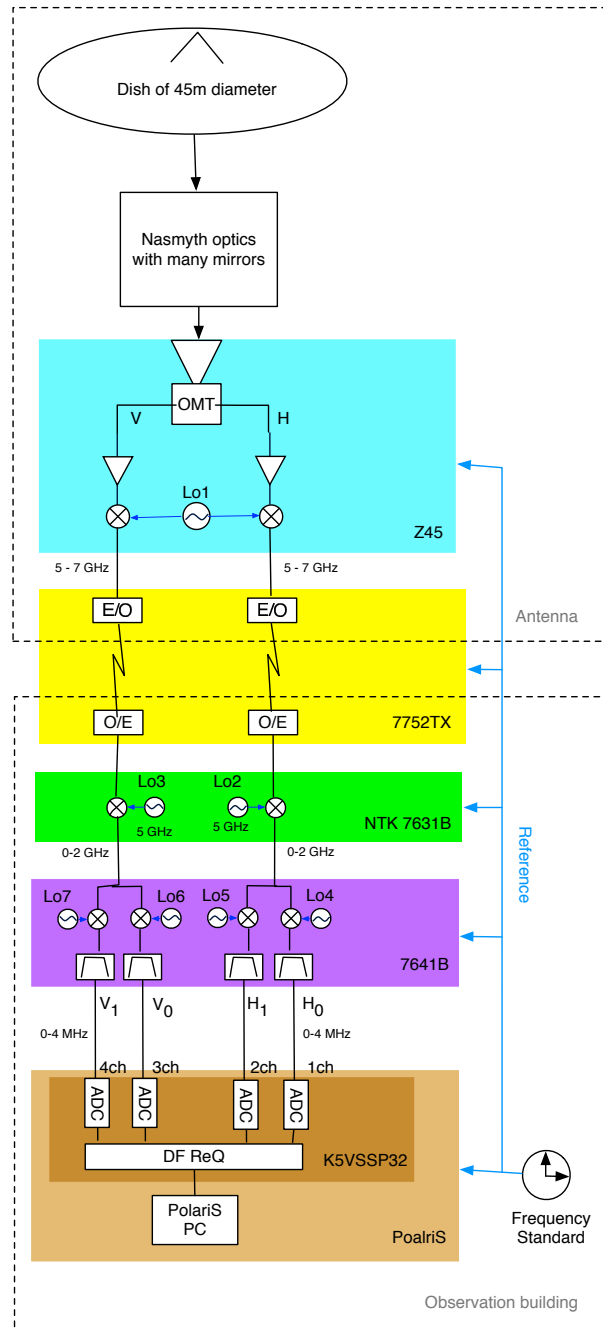 Dish of 45m diameter
Nasmyth optics
with many mirrors
OMT
V
H
Lo1
Z45
5 - 7 GHz
5 - 7 GHz
E/O
E/O
Antenna
O/E
O/E
7752TX
Lo3
Lo2
5 GHz
5 GHz
NTK 7631B
0-2 GHz
0-2 GHz
Reference
Lo7
Lo6
Lo5
Lo4
7641B
V1
V0
H1
H0
0-4 MHz
0-4 MHz
4ch
3ch
2ch
1ch
ADC
ADC
ADC
ADC
DF ReQ
K5VSSP32
PolariS
PC
PoalriS
Frequency
Standard
Observation building